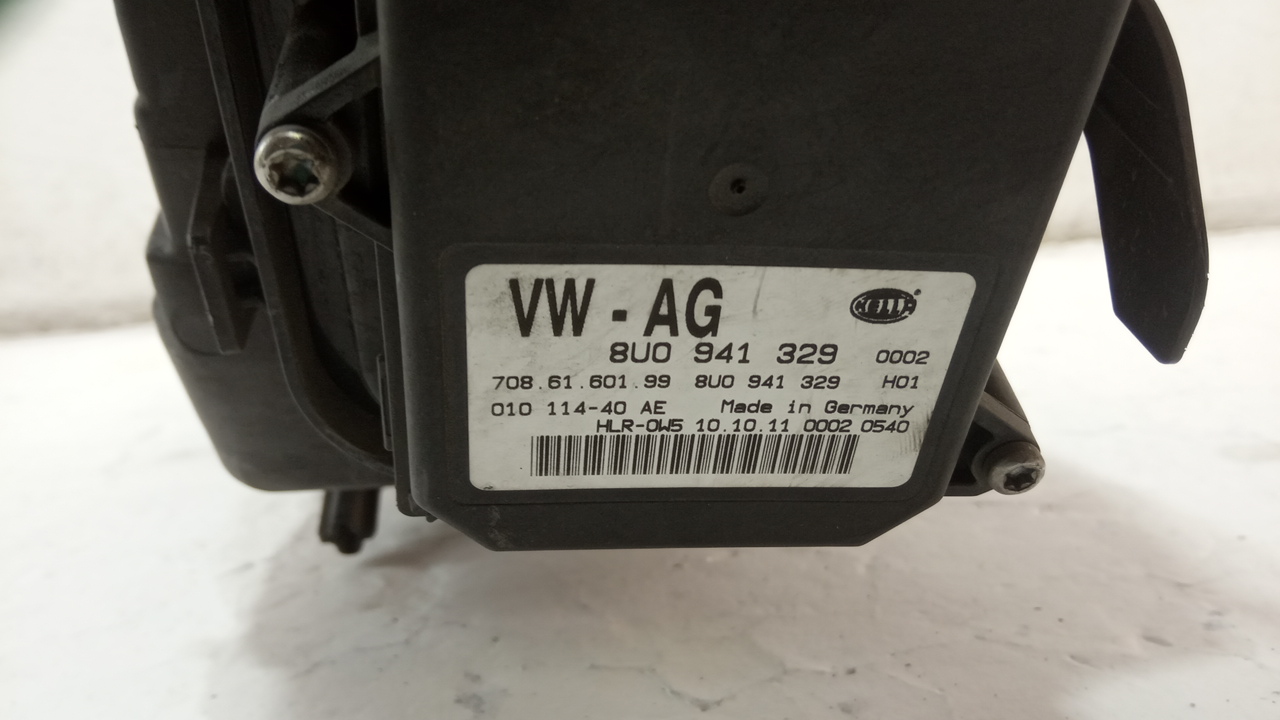 VW - AG
HELLA ®
8U0 941 329 0002
708.61.601.99 8U0 941 329 H01
010 114-40 AE Made in Germany
HLR-0W5 10.10.11 0002 0540